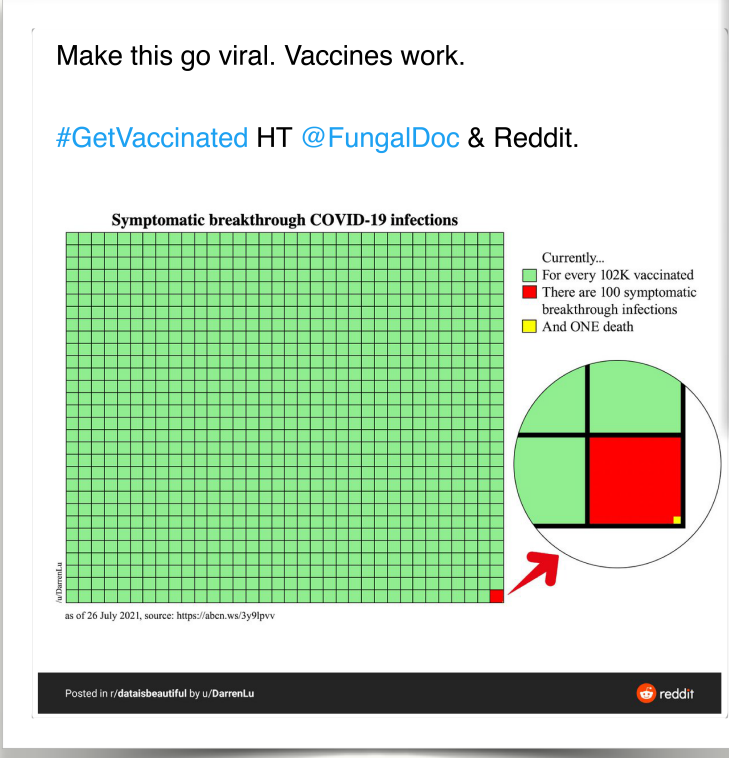 Make this go viral. Vaccines work.
#GetVaccinated HT @FungalDoc & Reddit.
Symptomatic breakthrough COVID-19 infections
Currently...
For every 102K vaccinated
There are 100 symptomatic
breakthrough infections
And ONE death
/u/DarrenLu
as of 26 July 2021, source: https://abcn.ws/3y9lpvv
Posted in r/dataisbeautiful by u/DarrenLu
reddit